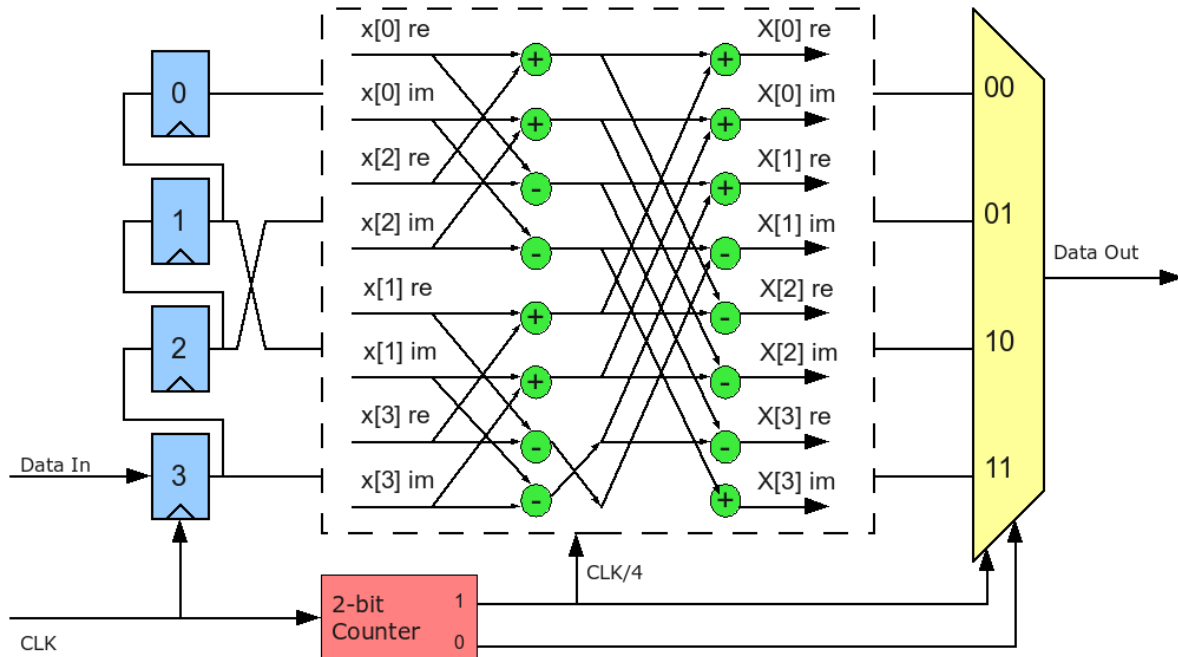 0
1
2
3
Data In
CLK
x[0] re
x[0] im
x[2] re
x[2] im
x[1] re
x[1] im
x[3] re
x[3] im
+
+
-
-
+
+
-
-
+
+
+
-
-
-
-
+
X[0] re
X[0] im
X[1] re
X[1] im
X[2] re
X[2] im
X[3] re
X[3] im
00
01
10
11
Data Out
CLK/4
2-bit
Counter
1
0